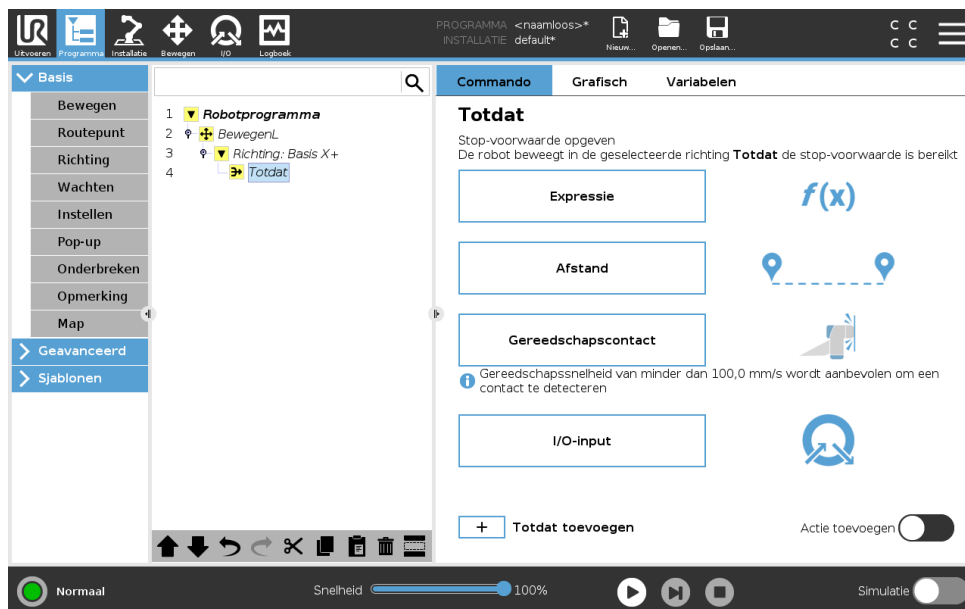 PROGRAMMA <naamloos>*
INSTALLATIE default*
Uitvoeren Programma Installatie Bewegen I/O Logboek Nieuw... Openen... Opslaan...
C C
C C
Basis
Bewegen
Routepunt
Richting
Wachten
Instellen
Pop-up
Onderbreken
Opmerking
Map
Geavanceerd
Sjablonen
1 Robotprogramma
2 BewegenL
3 Richting: Basis X+
4 Totdat
Commando Grafisch Variabelen
Totdat
Stop-voorwaarde opgeven
De robot beweegt in de geselecteerde richting Totdat de stop-voorwaarde is bereikt
Expressie f(x)
Afstand
Gereedschapscontact
Gereedschapssnelheid van minder dan 100,0 mm/s wordt aanbevolen om een
contact te detecteren
I/O-input
+ Totdat toevoegen Actie toevoegen
Normaal Snelheid 100% Simulatie